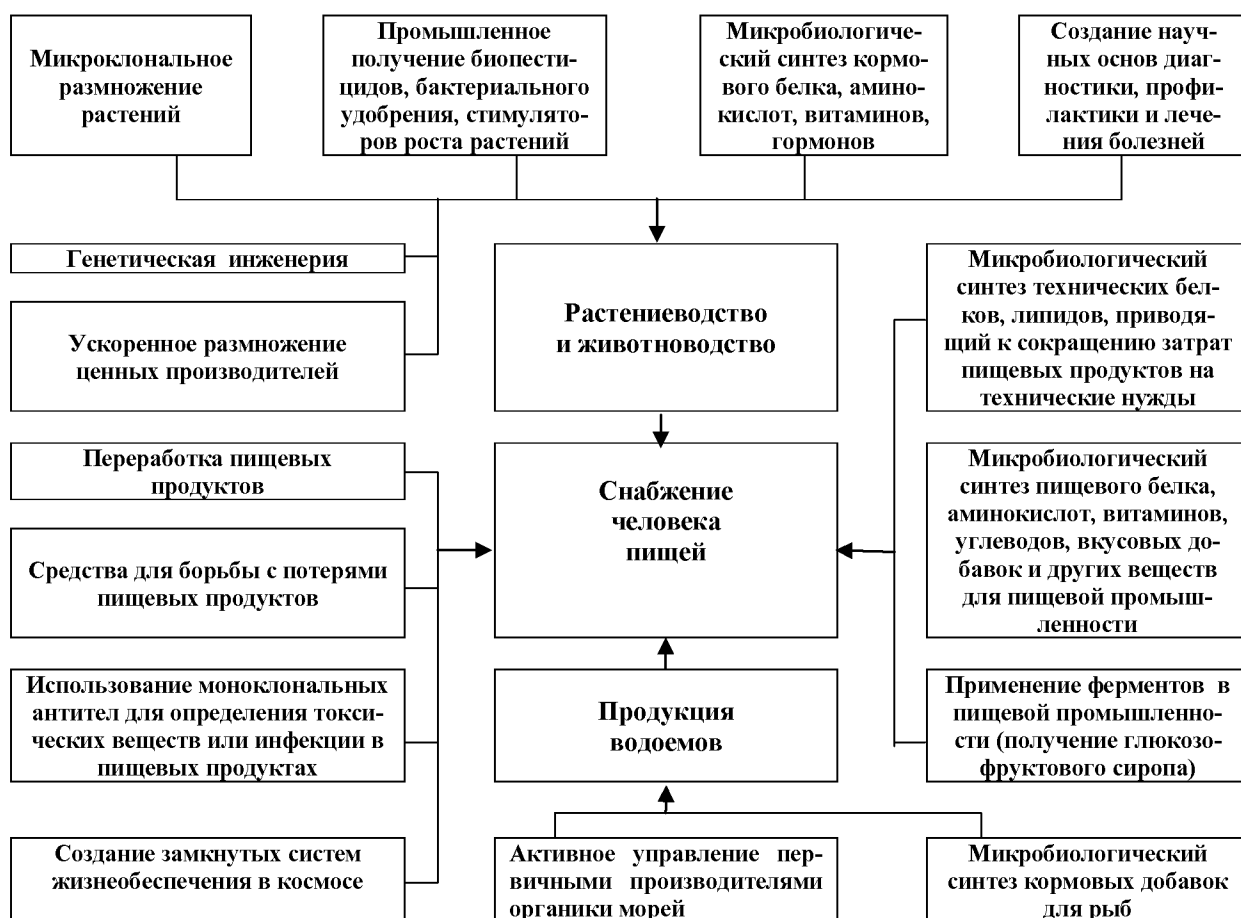 Микроклональное
размножение
растений
Промышленное
получение биопести-
цидов, бактериального
удобрения, стимулято-
ров роста растений
Микробиологиче-
ский синтез кормо-
вого белка, амино-
кислот, витаминов,
гормонов
Создание науч-
ных основ диаг-
ностики, профи-
лактики и лече-
ния болезней
Генетическая инженерия
Ускоренное размножение
ценных производителей
Растениеводство
и животноводство
Микробиологический
синтез технических бел-
ков, липидов, приводя-
щий к сокращению затрат
пищевых продуктов на
технические нужды
Переработка пищевых
продуктов
Средства для борьбы с потерями
пищевых продуктов
Снабжение
человека
пищей
Микробиологический
синтез пищевого белка,
аминокислот, витаминов,
углеводов, вкусовых до-
бавок и других веществ
для пищевой промыш-
ленности
Использование моноклональных
антител для определения токси-
ческих веществ или инфекции в
пищевых продуктах
Продукция
водоемов
Применение ферментов в
пищевой промышленно-
сти (получение глюкозо-
фруктового сиропа)
Создание замкнутых систем
жизнеобеспечения в космосе
Активное управление пер-
вичными производителями
органики морей
Микробиологический
синтез кормовых добавок
для рыб